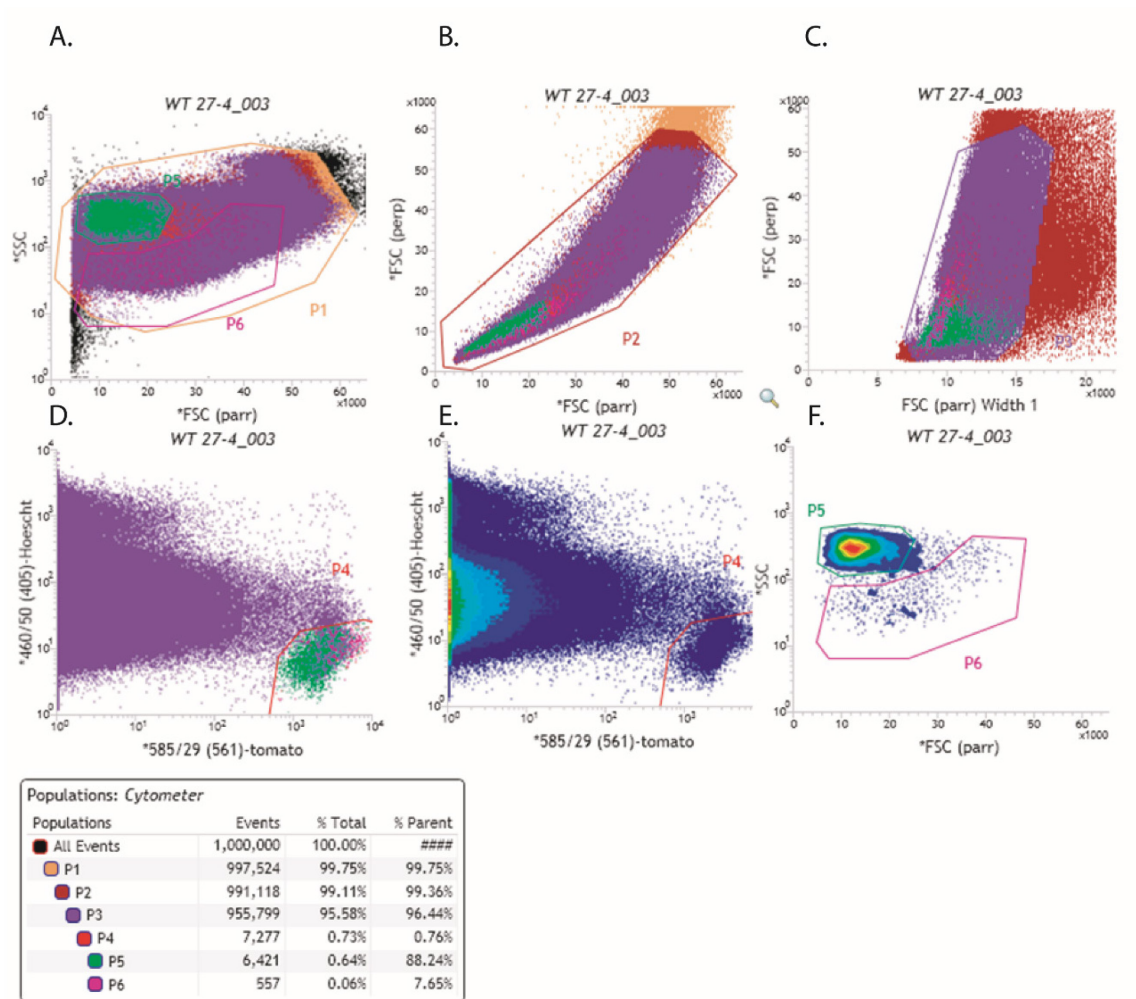 A.
B.
C.
WT 27-4_003
10⁴
10³
10²
10¹
10⁰
*SSC
P5
P6
P1
0 10 20 30 40 50 60
x1000
*FSC (parr)
WT 27-4_003
x1000
60
50
40
30
20
10
0
*FSC (perp)
P2
0 10 20 30 40 50 60
x1000
*FSC (parr)
WT 27-4_003
x1000
60
50
40
30
20
10
0
*FSC (perp)
P3
0 5 10 15 20
x1000
FSC (parr) Width 1
D.
E.
F.
WT 27-4_003
10⁴
10³
10²
10¹
10⁰
*460/50 (405)-Hoescht
P4
10⁰ 10¹ 10² 10³ 10⁴
*585/29 (561)-tomato
WT 27-4_003
10⁴
10³
10²
10¹
10⁰
*460/50 (405)-Hoescht
P4
10⁰ 10¹ 10² 10³
*585/29 (561)-tomato
WT 27-4_003
10⁴
10³
10²
10¹
10⁰
*SSC
P5
P6
0 10 20 30 40 50 60
x1000
*FSC (parr)
Populations: Cytometer
Populations Events % Total % Parent
All Events 1,000,000 100.00% ####
P1 997,524 99.75% 99.75%
P2 991,118 99.11% 99.36%
P3 955,799 95.58% 96.44%
P4 7,277 0.73% 0.76%
P5 6,421 0.64% 88.24%
P6 557 0.06% 7.65%